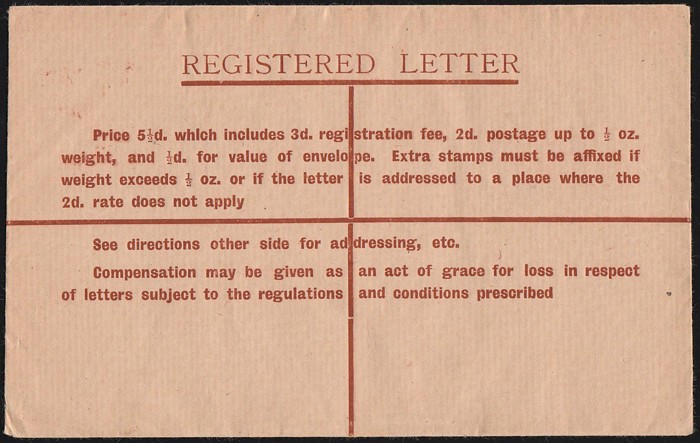 REGISTERED LETTER
Price 5½d. which includes 3d. registration fee, 2d. postage up to ½ oz.
weight, and ½d. for value of envelope. Extra stamps must be affixed if
weight exceeds ½ oz. or if the letter is addressed to a place where the
2d. rate does not apply
See directions other side for addressing, etc.
Compensation may be given as an act of grace for loss in respect
of letters subject to the regulations and conditions prescribed